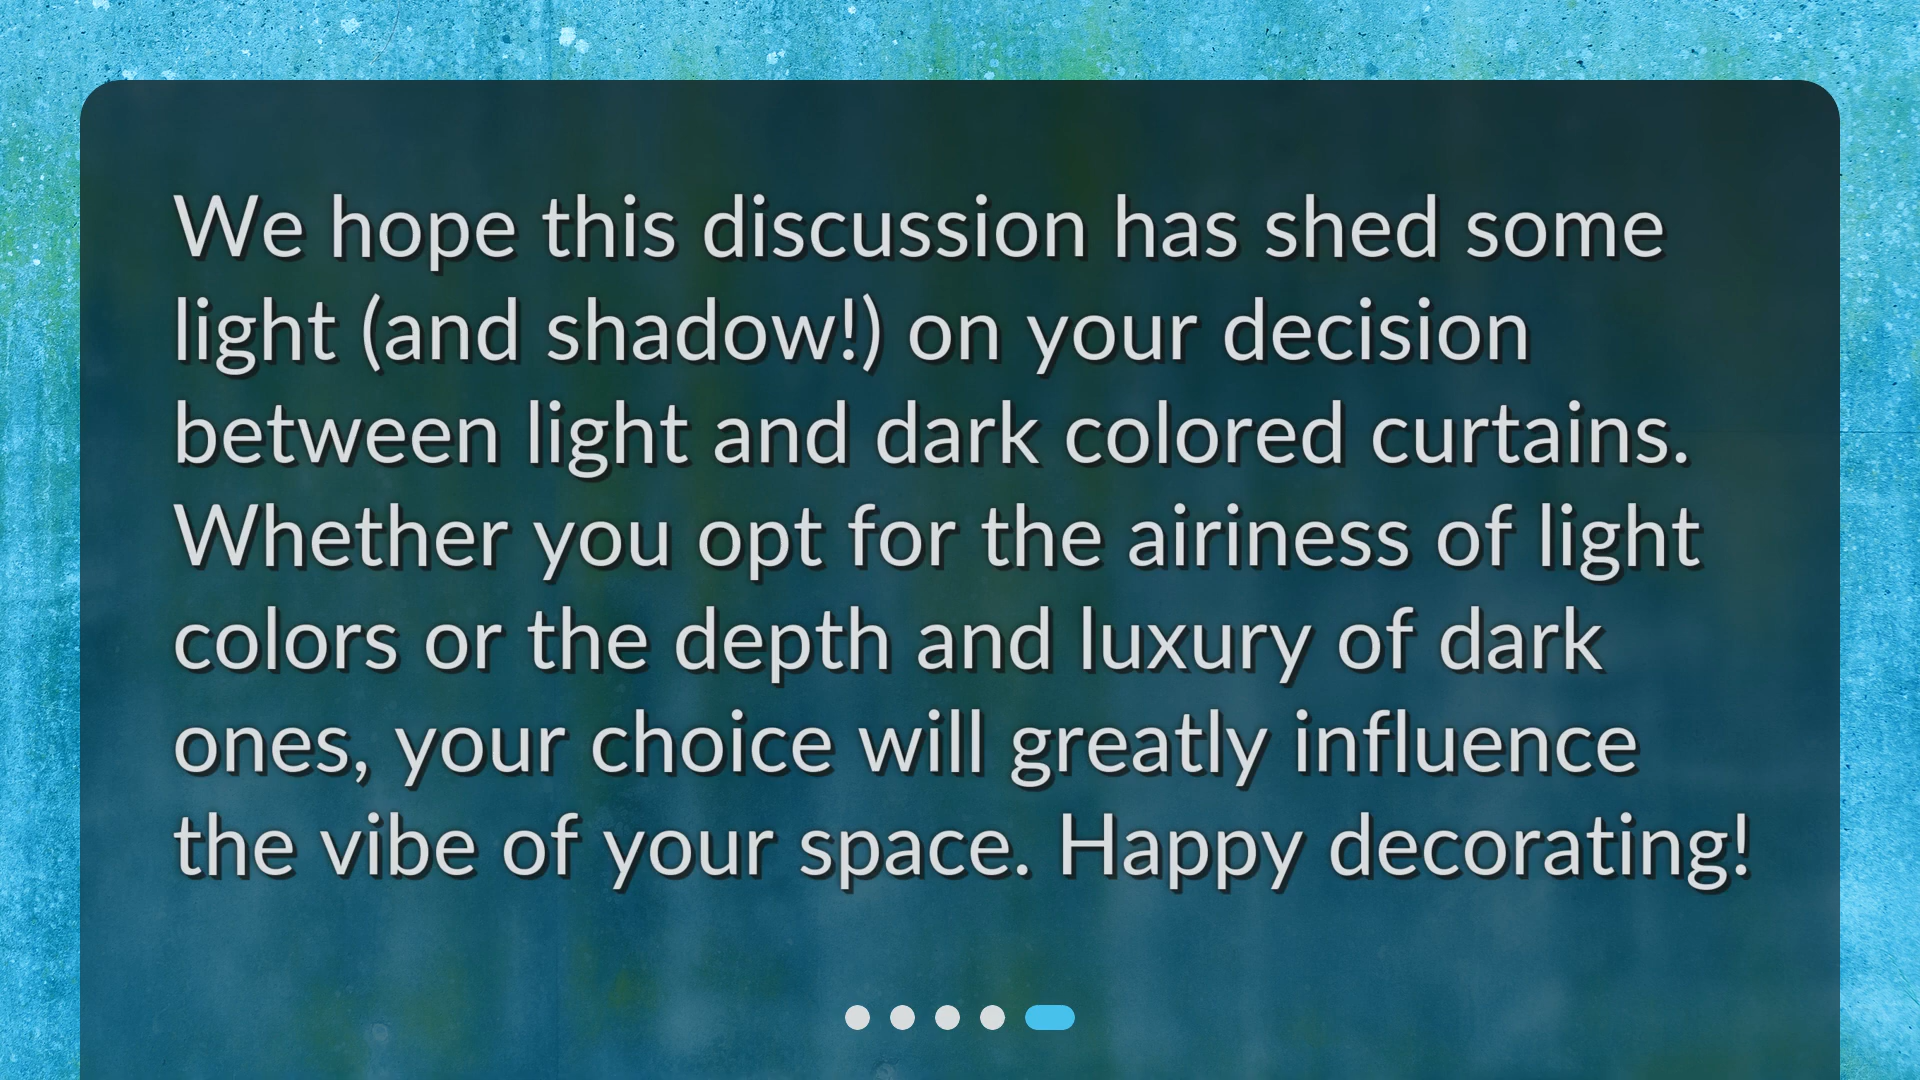 We hope this discussion has shed some
light (and shadow!) on your decision
between light and dark colored curtains.
Whether you opt for the airiness of light
colors or the depth and luxury of dark
ones, your choice will greatly influence
the vibe of your space. Happy decorating!